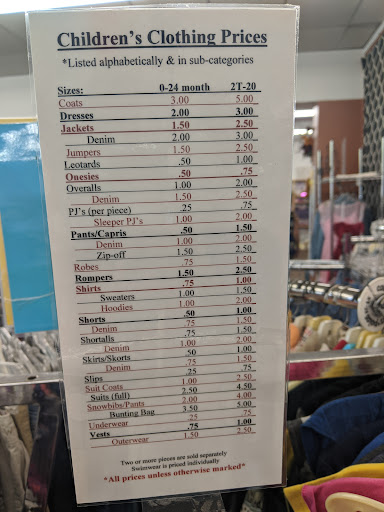 Children's Clothing Prices
*Listed alphabetically & in sub-categories
Sizes: 0-24 month 2T-20
Coats 3.00 5.00
Dresses 2.00 3.00
Jackets 1.50 2.50
Denim 2.00 3.00
Jumpers 1.50 2.50
Leotards .50 1.00
Onesies .50 .75
Overalls 1.00 2.00
Denim 1.50 2.50
PJ's (per piece) .25 .75
Sleeper PJ's 1.00 2.00
Pants/Capris .50 1.50
Denim 1.00 2.00
Zip-off 1.50 2.50
Robes .75 1.50
Rompers 1.50 2.50
Shirts .75 1.00
Sweaters 1.00 1.50
Hoodies 1.00 2.00
Shorts .50 1.00
Denim .75 1.50
Shortalls .75 1.50
Denim 1.00 2.00
Skirts/Skorts .50 1.00
Denim .75 1.50
Slips .25 .75
Suit Coats 1.00 2.50
Suits (full) 2.50 4.50
Snowbibs/Pants 2.00 4.00
Bunting Bag 3.50 5.00
Underwear .25 .75
Vests .75 1.00
Outerwear 1.50 2.50
Two or more pieces are sold separately
Swimwear is priced individually
*All prices unless otherwise marked*